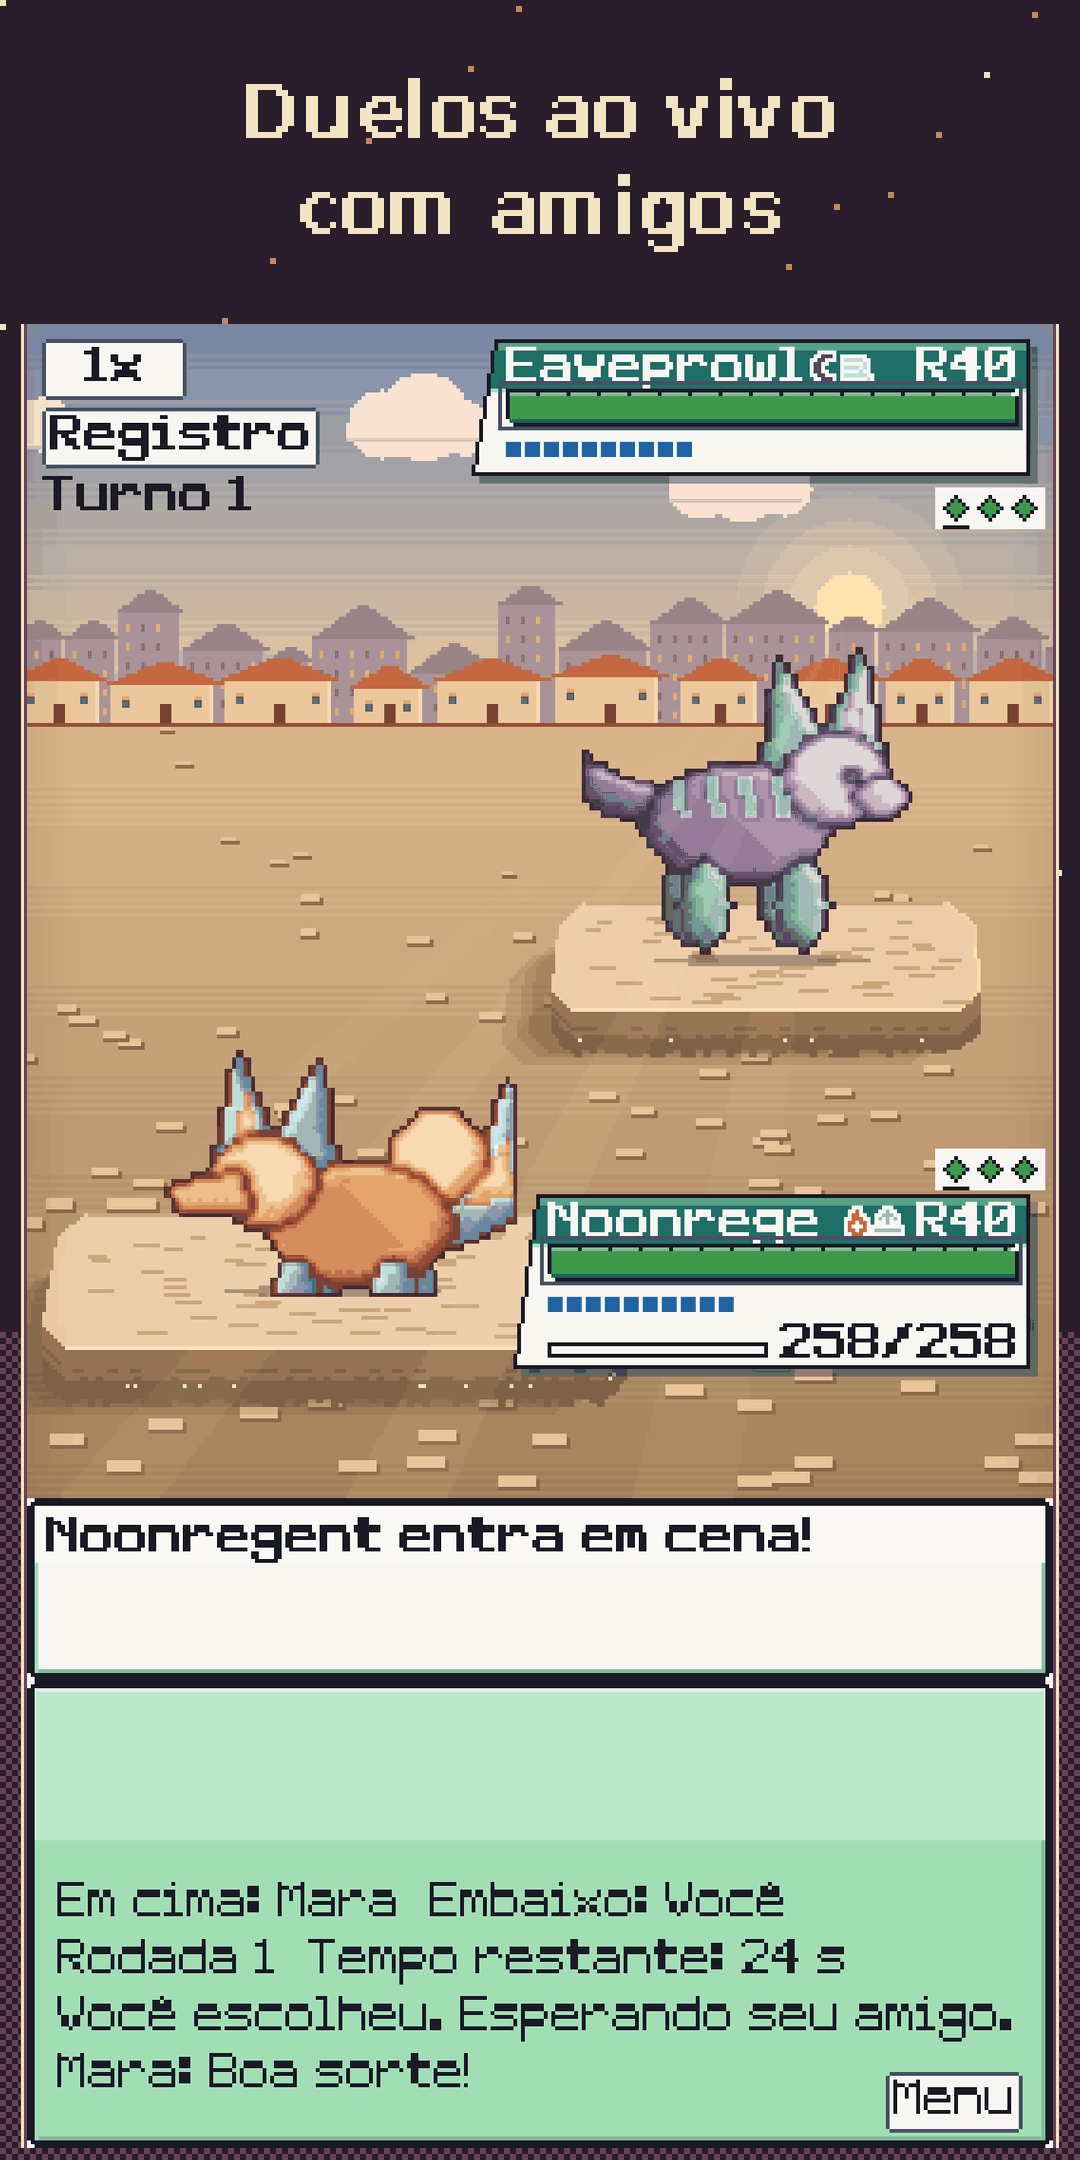 Duelos ao vivo
com amigos
1x
Eaveprowl R40
Registro
Turno 1
Noonrege R40
258/258
Noonregent entra em cena!
Em cima: Mara Embaixo: Você
Rodada 1 Tempo restante: 24 s
Você escolheu. Esperando seu amigo.
Mara: Boa sorte!
Menu